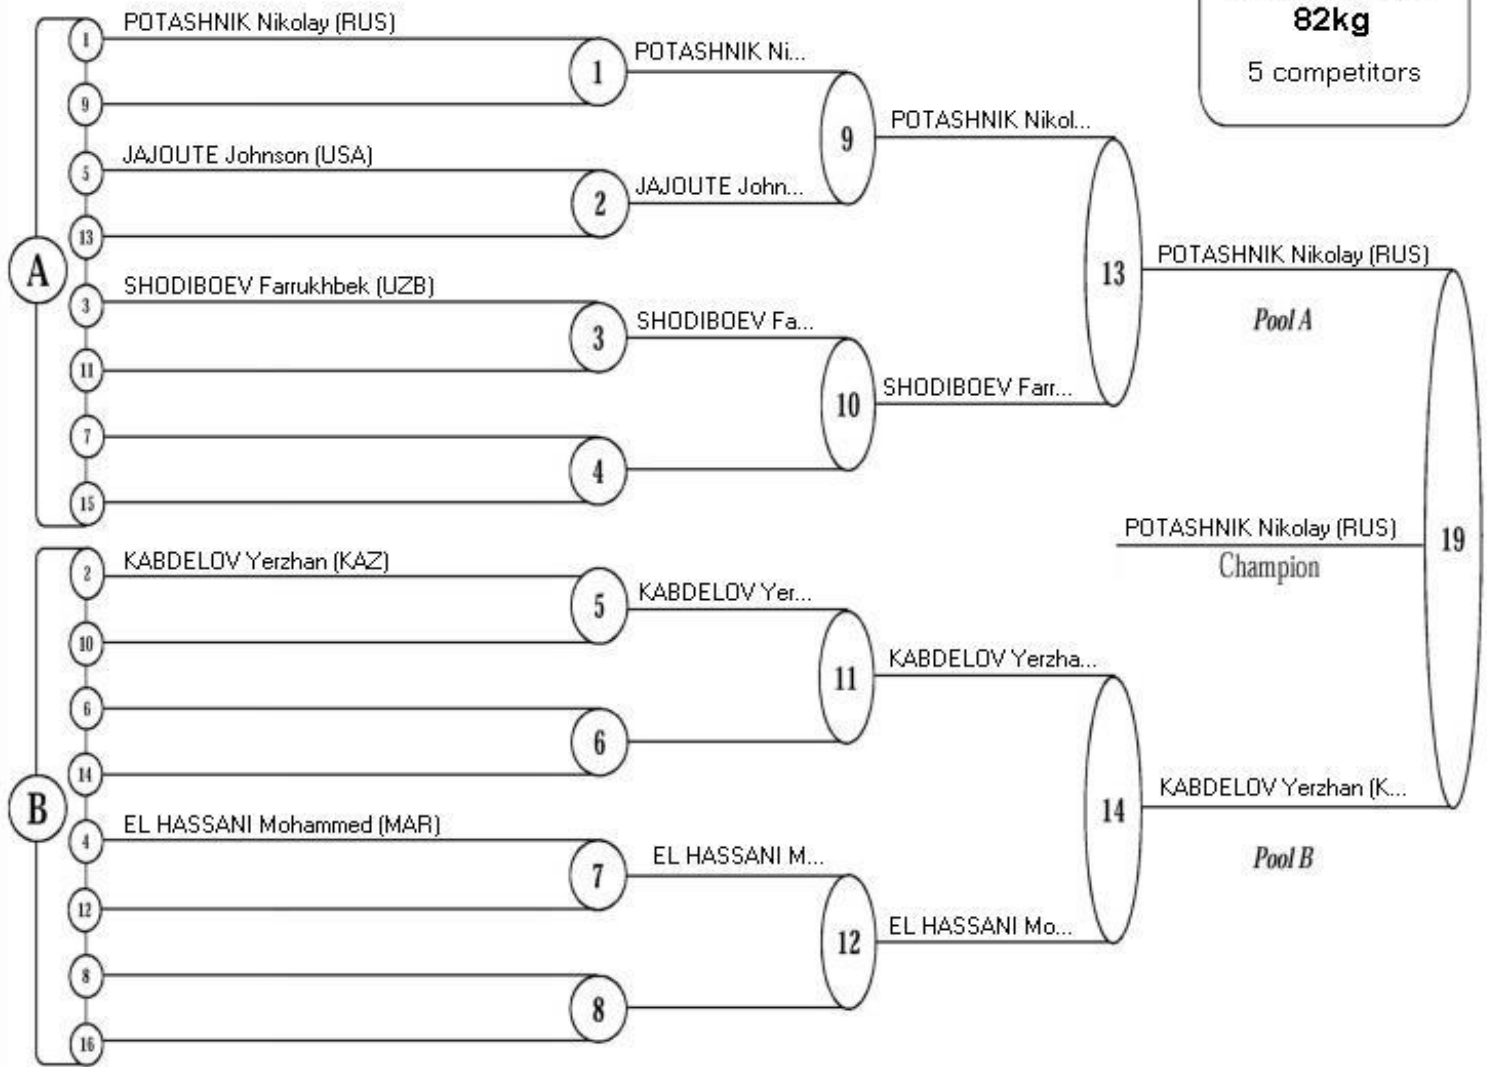 82kg
5 competitors
1
POTASHNIK Nikolay (RUS)
9
1
POTASHNIK Ni...
5
JAJOUTE Johnson (USA)
13
2
JAJOUTE John...
9
POTASHNIK Nikol...
A
3
SHODIBOEV Farrukhbek (UZB)
11
3
SHODIBOEV Fa...
7
15
4
10
SHODIBOEV Farr...
13
POTASHNIK Nikolay (RUS)
Pool A
POTASHNIK Nikolay (RUS)
Champion
19
2
KABDELOV Yerzhan (KAZ)
10
5
KABDELOV Yer...
6
14
6
11
KABDELOV Yerzha...
B
4
EL HASSANI Mohammed (MAR)
12
7
EL HASSANI M...
8
16
8
12
EL HASSANI Mo...
14
KABDELOV Yerzhan (K...
Pool B